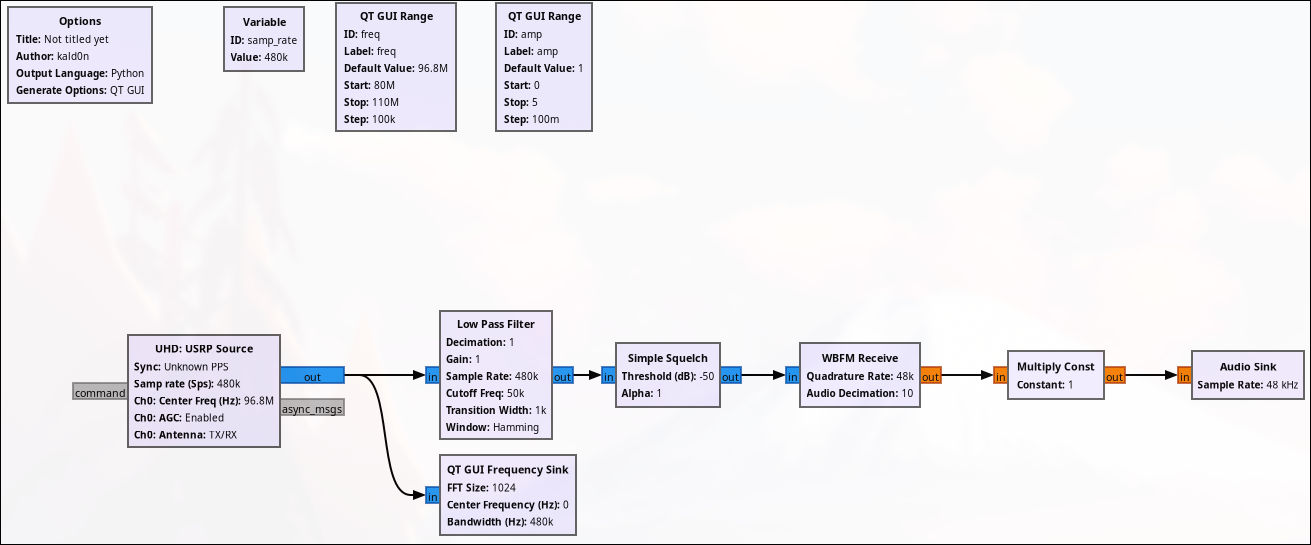 Options
Title: Not titled yet
Author: kald0n
Output Language: Python
Generate Options: QT GUI
Variable
ID: samp_rate
Value: 480k
QT GUI Range
ID: freq
Label: freq
Default Value: 96.8M
Start: 80M
Stop: 110M
Step: 100k
QT GUI Range
ID: amp
Label: amp
Default Value: 1
Start: 0
Stop: 5
Step: 100m
UHD: USRP Source
Sync: Unknown PPS
Samp rate (Sps): 480k
Ch0: Center Freq (Hz): 96.8M
Ch0: AGC: Enabled
Ch0: Antenna: TX/RX
command
out
async_msgs
Low Pass Filter
Decimation: 1
Gain: 1
Sample Rate: 480k
Cutoff Freq: 50k
Transition Width: 1k
Window: Hamming
in
out
QT GUI Frequency Sink
FFT Size: 1024
Center Frequency (Hz): 0
Bandwidth (Hz): 480k
in
Simple Squelch
Threshold (dB): -50
Alpha: 1
in
out
WBFM Receive
Quadrature Rate: 48k
Audio Decimation: 10
in
out
Multiply Const
Constant: 1
in
out
Audio Sink
Sample Rate: 48 kHz
in